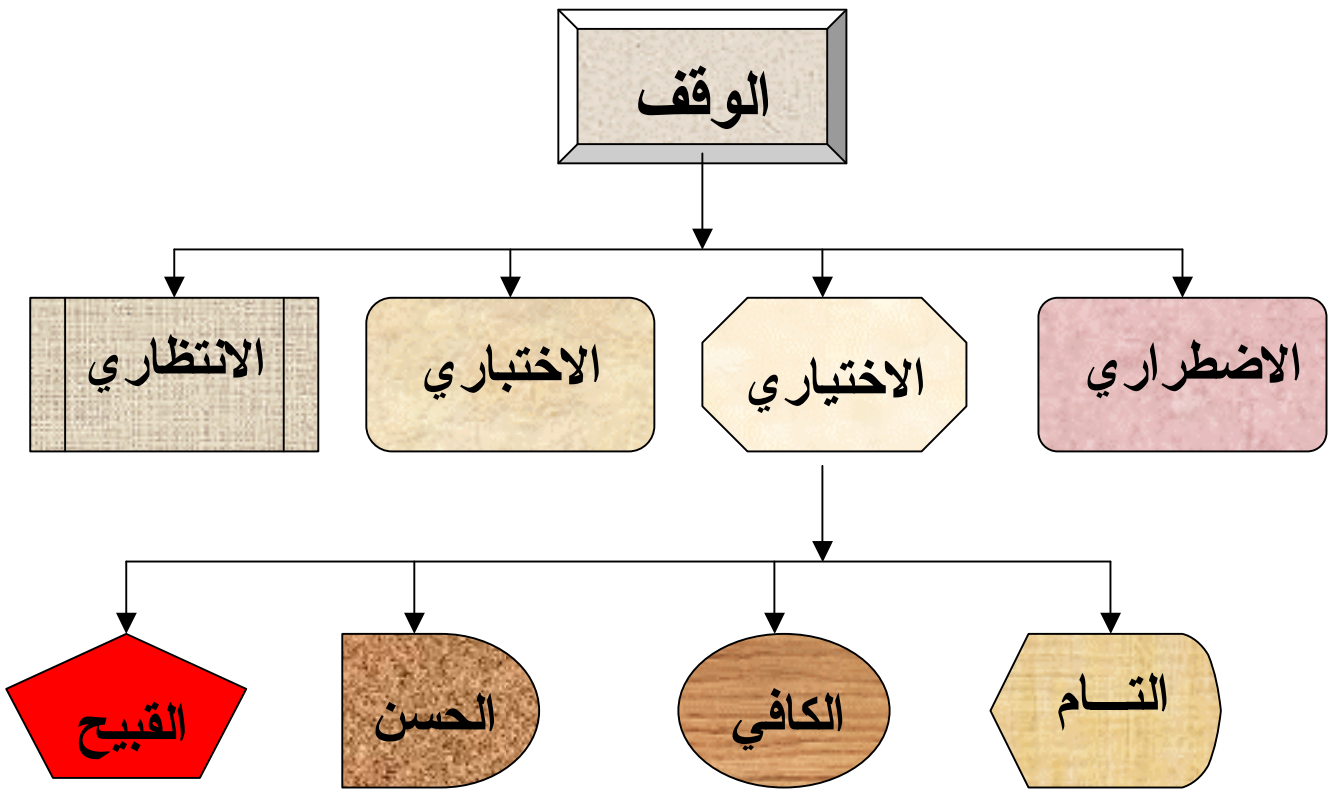 الوقف
الاضطراري
الاختياري
الاختباري
الانتظاري
التـــام
الكافي
الحسن
القبيح